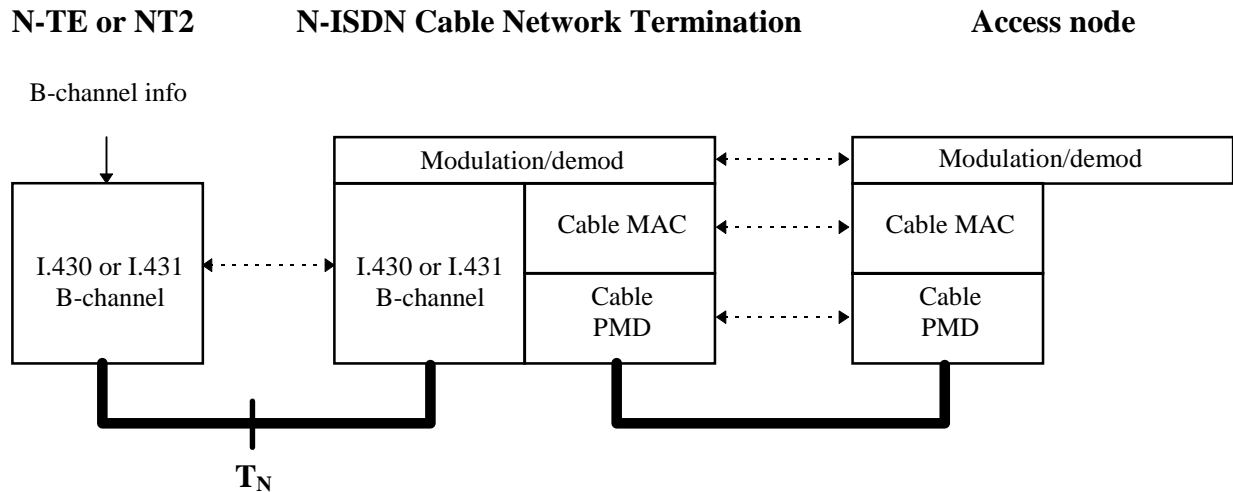 N-TE or NT2
N-ISDN Cable Network Termination
Access node
B-channel info
Modulation/demod
Modulation/demod
I.430 or I.431
B-channel
I.430 or I.431
B-channel
Cable MAC
Cable
PMD
Cable MAC
Cable
PMD
TN